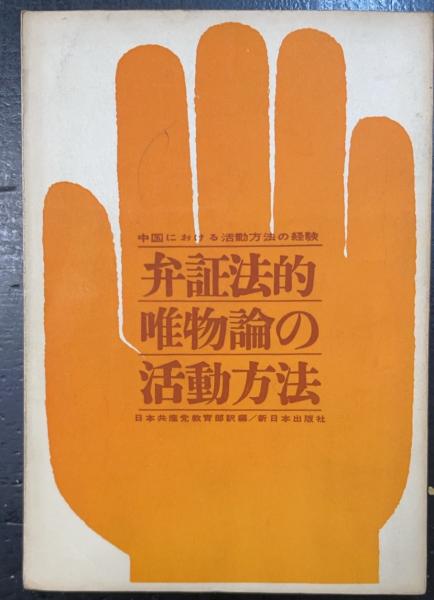 中国における活動方法の経験
弁証法的
唯物論の
活動方法
日本共産党教育部訳編／新日本出版社